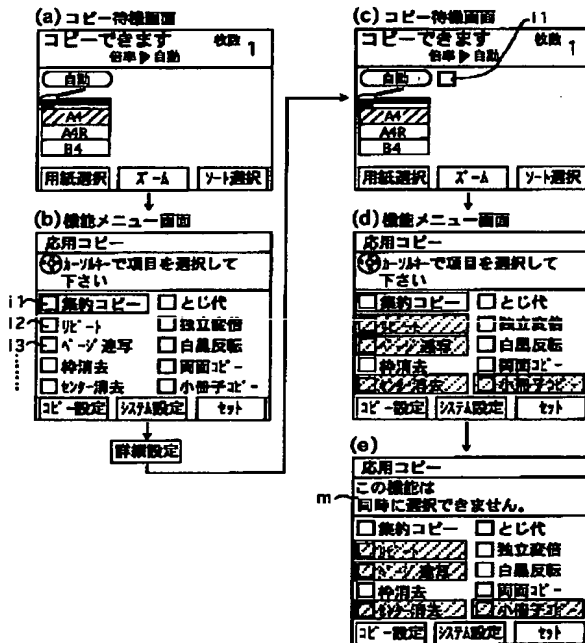 (a) コピー待機画面
コピーできます 枚数 1
倍率▶自動
自動
A4
A4R
B4
用紙選択 ズーム ソート選択
(b) 機能メニュー画面
応用コピー
カーソルキーで項目を選択して
下さい
i1 集約コピー とじ代
i2 リピート 独立変倍
i3 ページ連写 白黒反転
枠消去 両面コピー
センター消去 小冊子コピー
コピー設定 システム設定 セット
詳細設定
(c) コピー待機画面
i1
コピーできます 枚数 1
倍率▶自動
自動
A4
A4R
B4
用紙選択 ズーム ソート選択
(d) 機能メニュー画面
応用コピー
カーソルキーで項目を選択して
下さい
集約コピー とじ代
リピート 独立変倍
ページ連写 白黒反転
枠消去 両面コピー
センター消去 小冊子コピー
コピー設定 システム設定 セット
(e)
応用コピー
m この機能は
同時に選択できません。
集約コピー とじ代
リピート 独立変倍
ページ連写 白黒反転
枠消去 両面コピー
センター消去 小冊子コピー
コピー設定 システム設定 セット